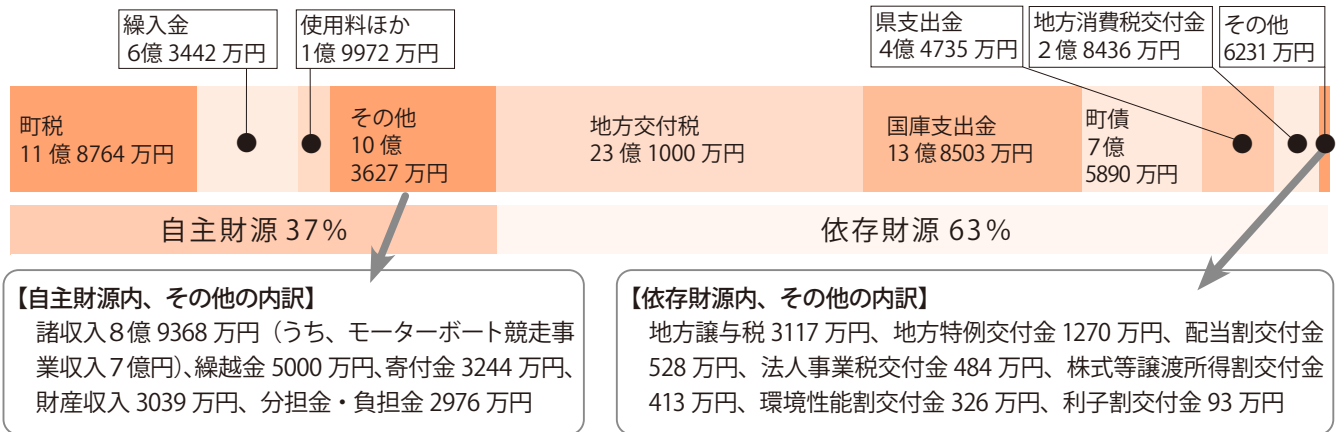 繰入金
6億 3442 万円
使用料ほか
1億 9972 万円
県支出金
4億 4735 万円
地方消費税交付金
2億 8436 万円
その他
6231 万円
町税
11 億 8764 万円
その他
10 億
3627 万円
地方交付税
23 億 1000 万円
国庫支出金
13 億 8503 万円
町債
7億
5890 万円
自主財源 37%
依存財源 63%
【自主財源内、その他の内訳】
諸収入8億 9368 万円（うち、モーターボート競走事
業収入7億円）、繰越金 5000 万円、寄付金 3244 万円、
財産収入 3039 万円、分担金・負担金 2976 万円
【依存財源内、その他の内訳】
地方譲与税 3117 万円、地方特例交付金 1270 万円、配当割交付金
528 万円、法人事業税交付金 484 万円、株式等譲渡所得割交付金
413 万円、環境性能割交付金 326 万円、利子割交付金 93 万円